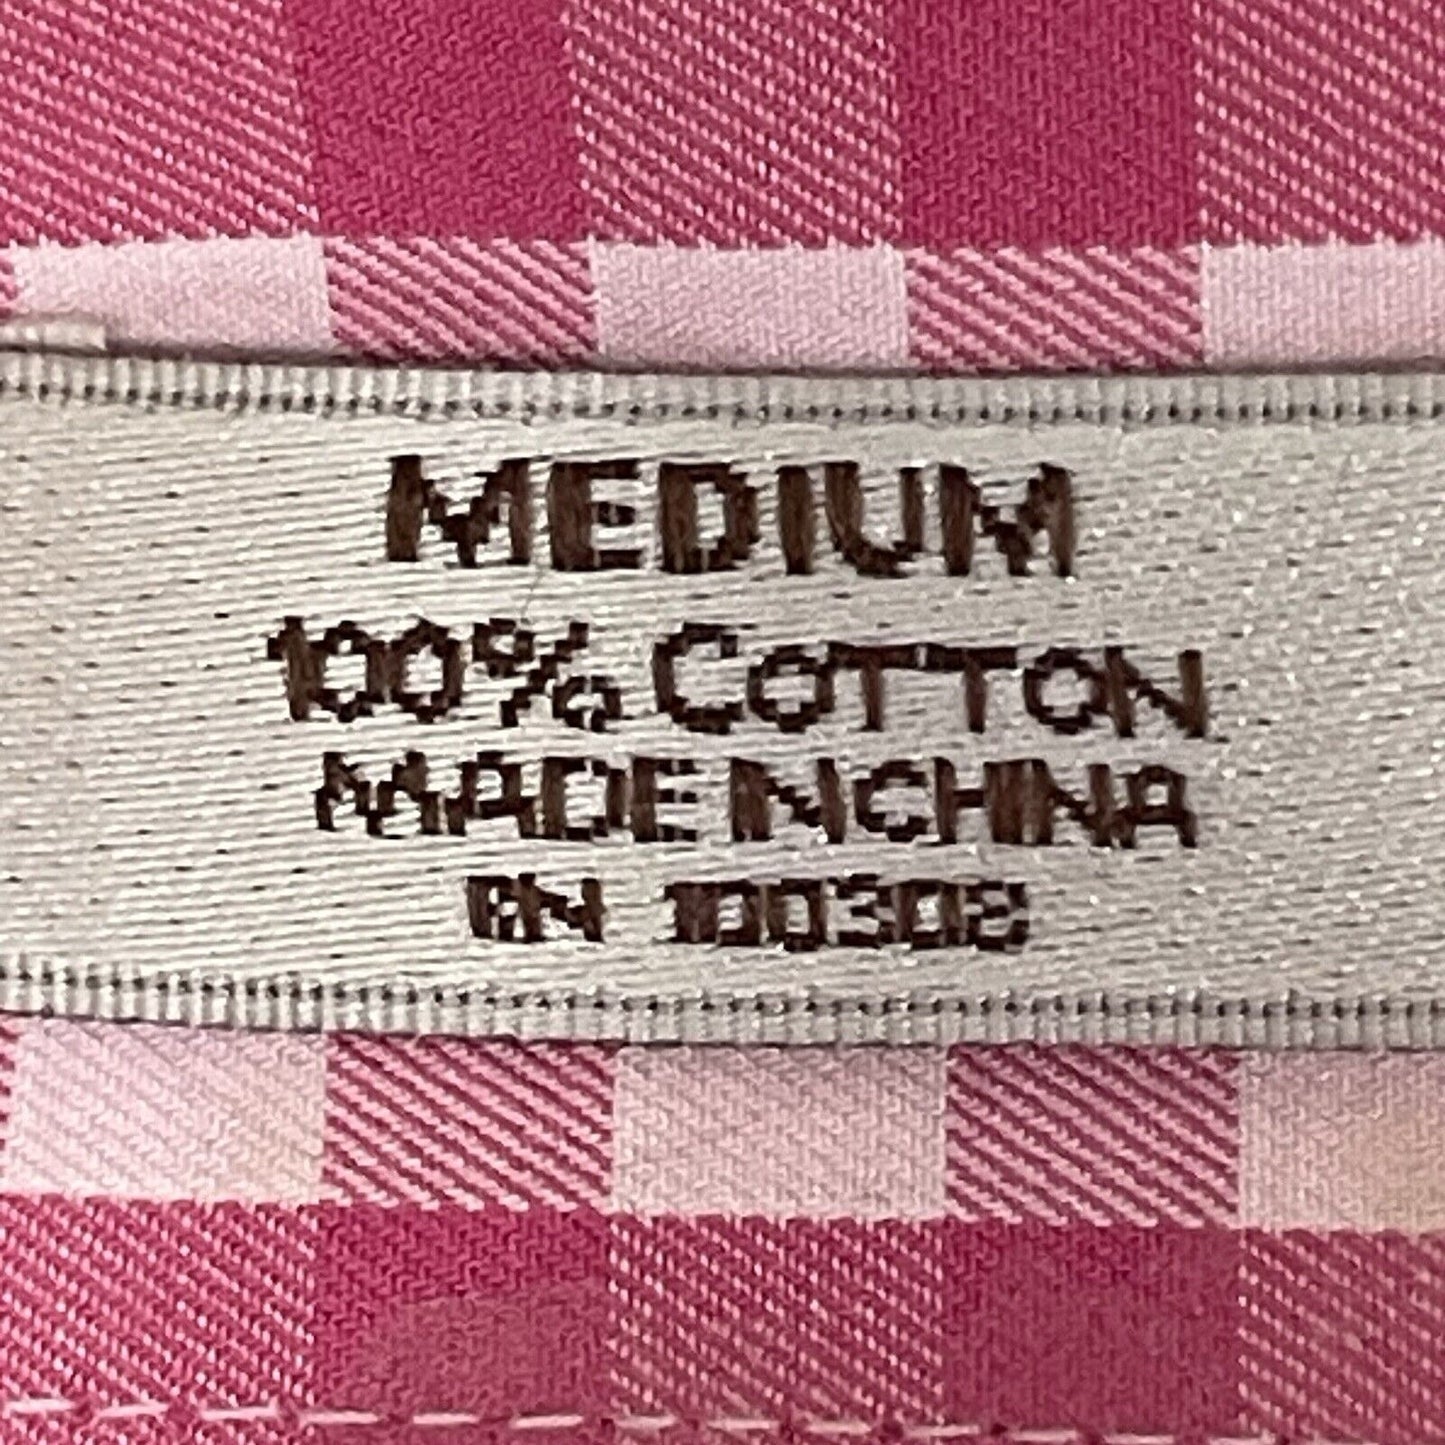 MEDIUM
100% COTTON
MADE IN CHINA
RN 100308